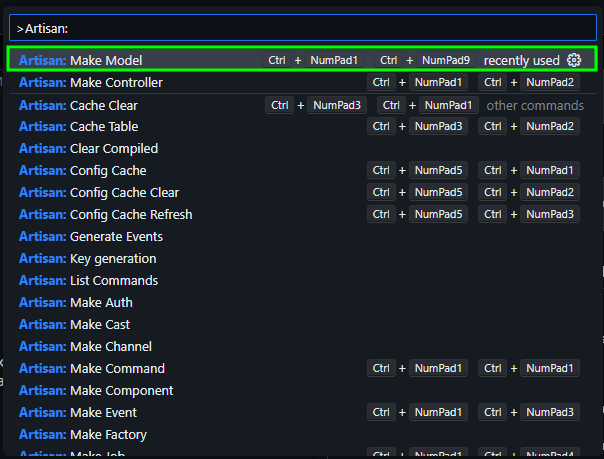 >Artisan:
Artisan: Make Model Ctrl + NumPad1 Ctrl + NumPad9 recently used
Artisan: Make Controller Ctrl + NumPad1 Ctrl + NumPad2
Artisan: Cache Clear Ctrl + NumPad3 Ctrl + NumPad1 other commands
Artisan: Cache Table Ctrl + NumPad3 Ctrl + NumPad2
Artisan: Clear Compiled
Artisan: Config Cache Ctrl + NumPad5 Ctrl + NumPad1
Artisan: Config Cache Clear Ctrl + NumPad5 Ctrl + NumPad2
Artisan: Config Cache Refresh Ctrl + NumPad5 Ctrl + NumPad3
Artisan: Generate Events
Artisan: Key generation
Artisan: List Commands
Artisan: Make Auth
Artisan: Make Cast
Artisan: Make Channel
Artisan: Make Command Ctrl + NumPad1 Ctrl + NumPad1
Artisan: Make Component
Artisan: Make Event Ctrl + NumPad1 Ctrl + NumPad3
Artisan: Make Factory
Artisan: Make Job Ctrl + NumPad1 Ctrl + NumPad4